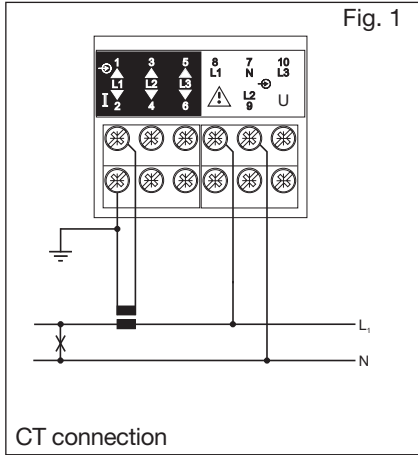 Fig. 1
1 3 5 8 7 10
L1 N L3
L1 L2 L3
I L2 U
2 4 6 9
L1
N
CT connection